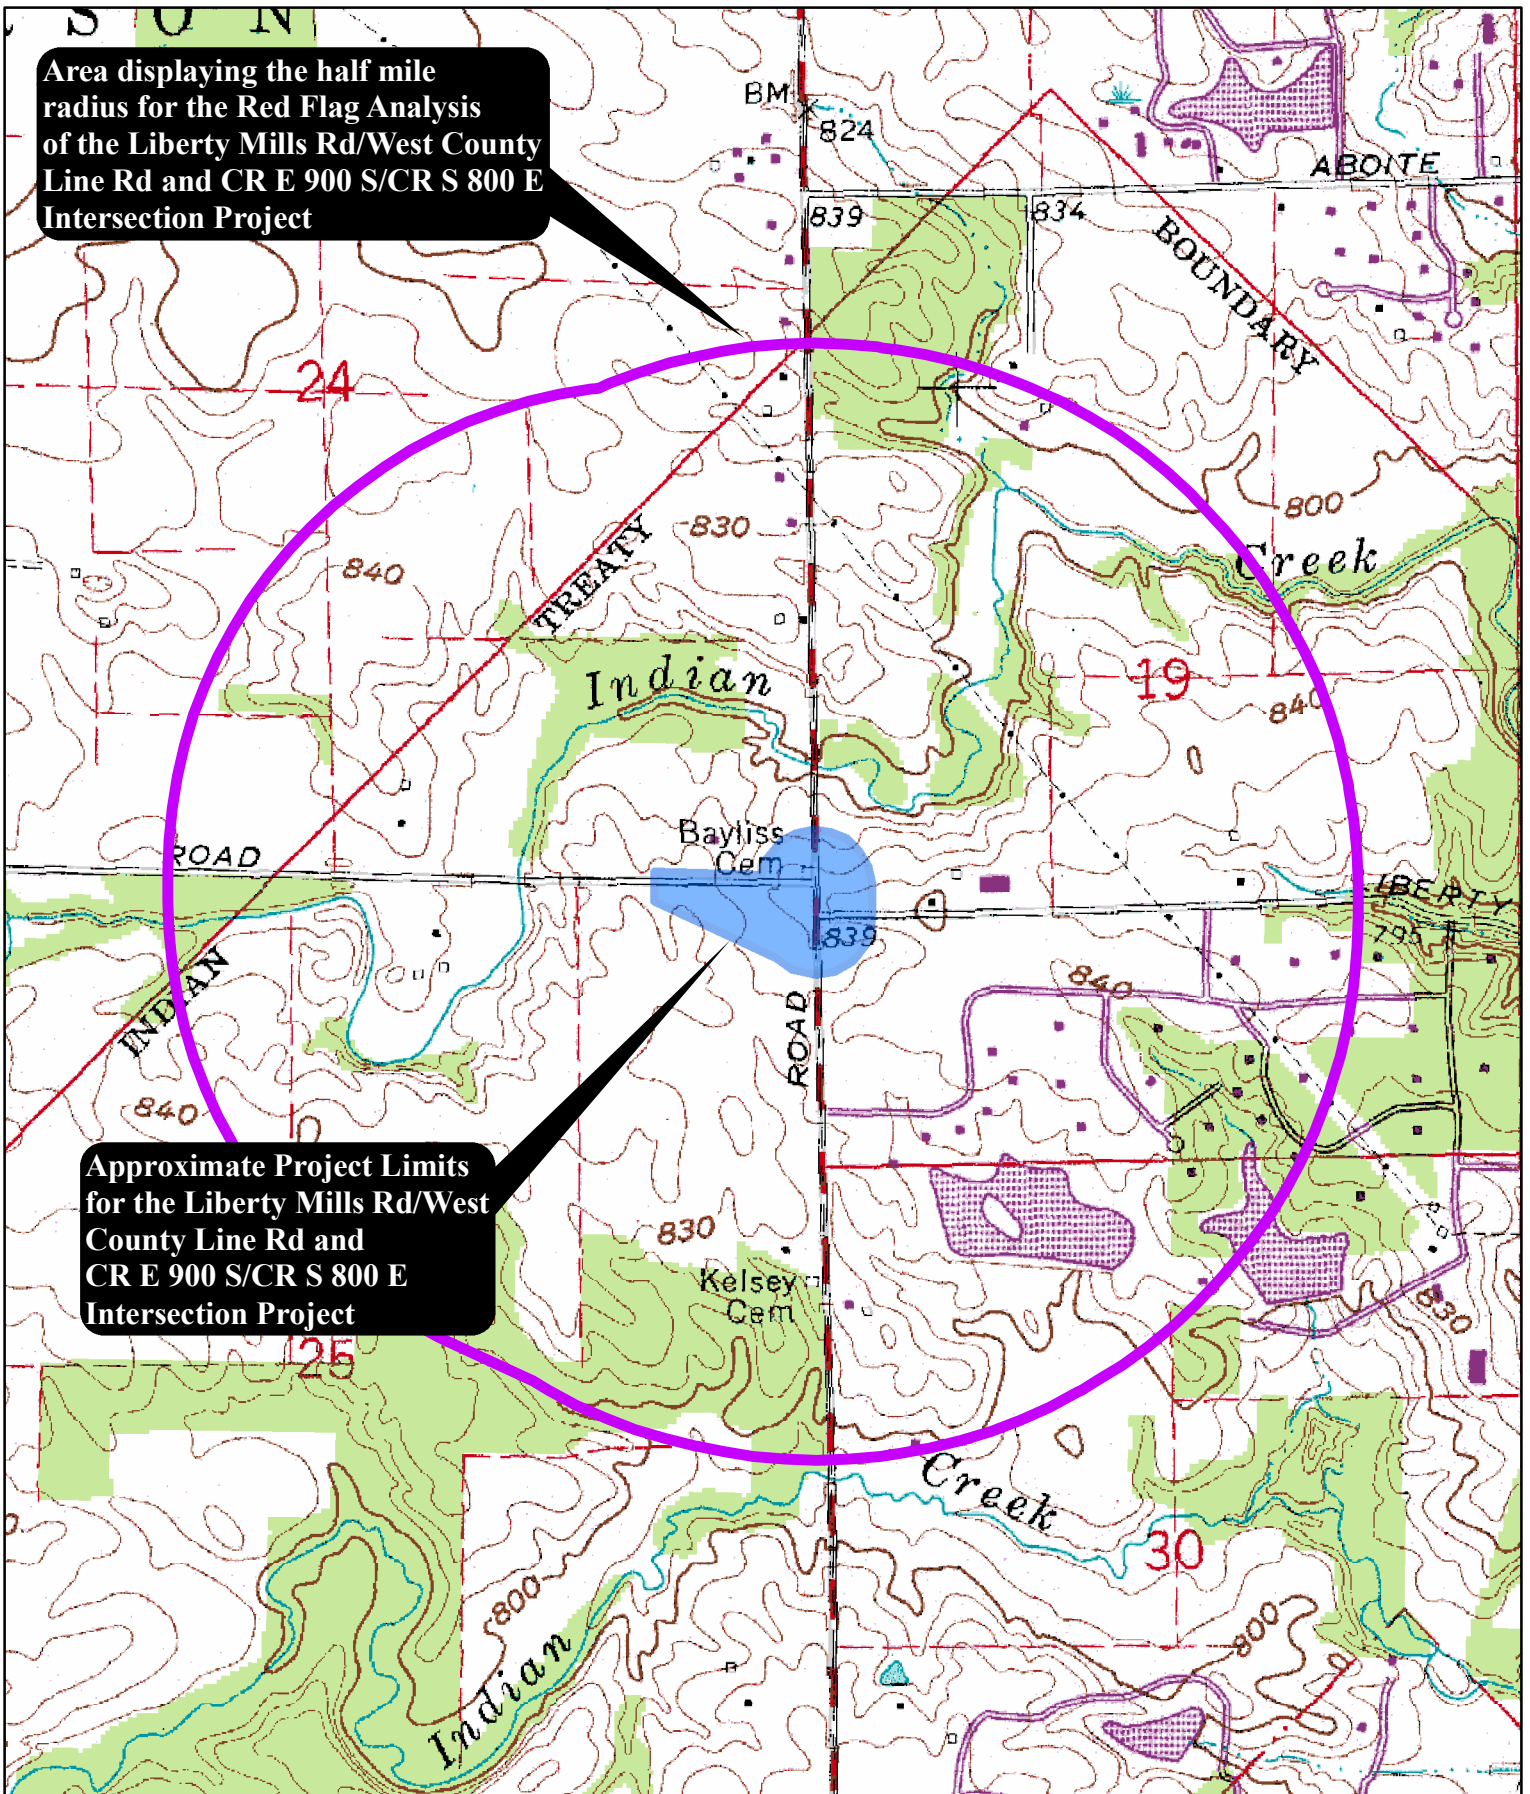 S O N
Area displaying the half mile
radius for the Red Flag Analysis
of the Liberty Mills Rd/West County
Line Rd and CR E 900 S/CR S 800 E
Intersection Project
BM
824
ABOITE
839
834
BOUNDARY
24
800
830
Creek
840
TREATY
Indian
19
840
Bayliss
Cem
ROAD
IBERTY
839
795
INDIAN
840
ROAD
840
Approximate Project Limits
for the Liberty Mills Rd/West
County Line Rd and
CR E 900 S/CR S 800 E
Intersection Project
830
Kelsey
Cem
830
25
Creek
30
800
800
Indian